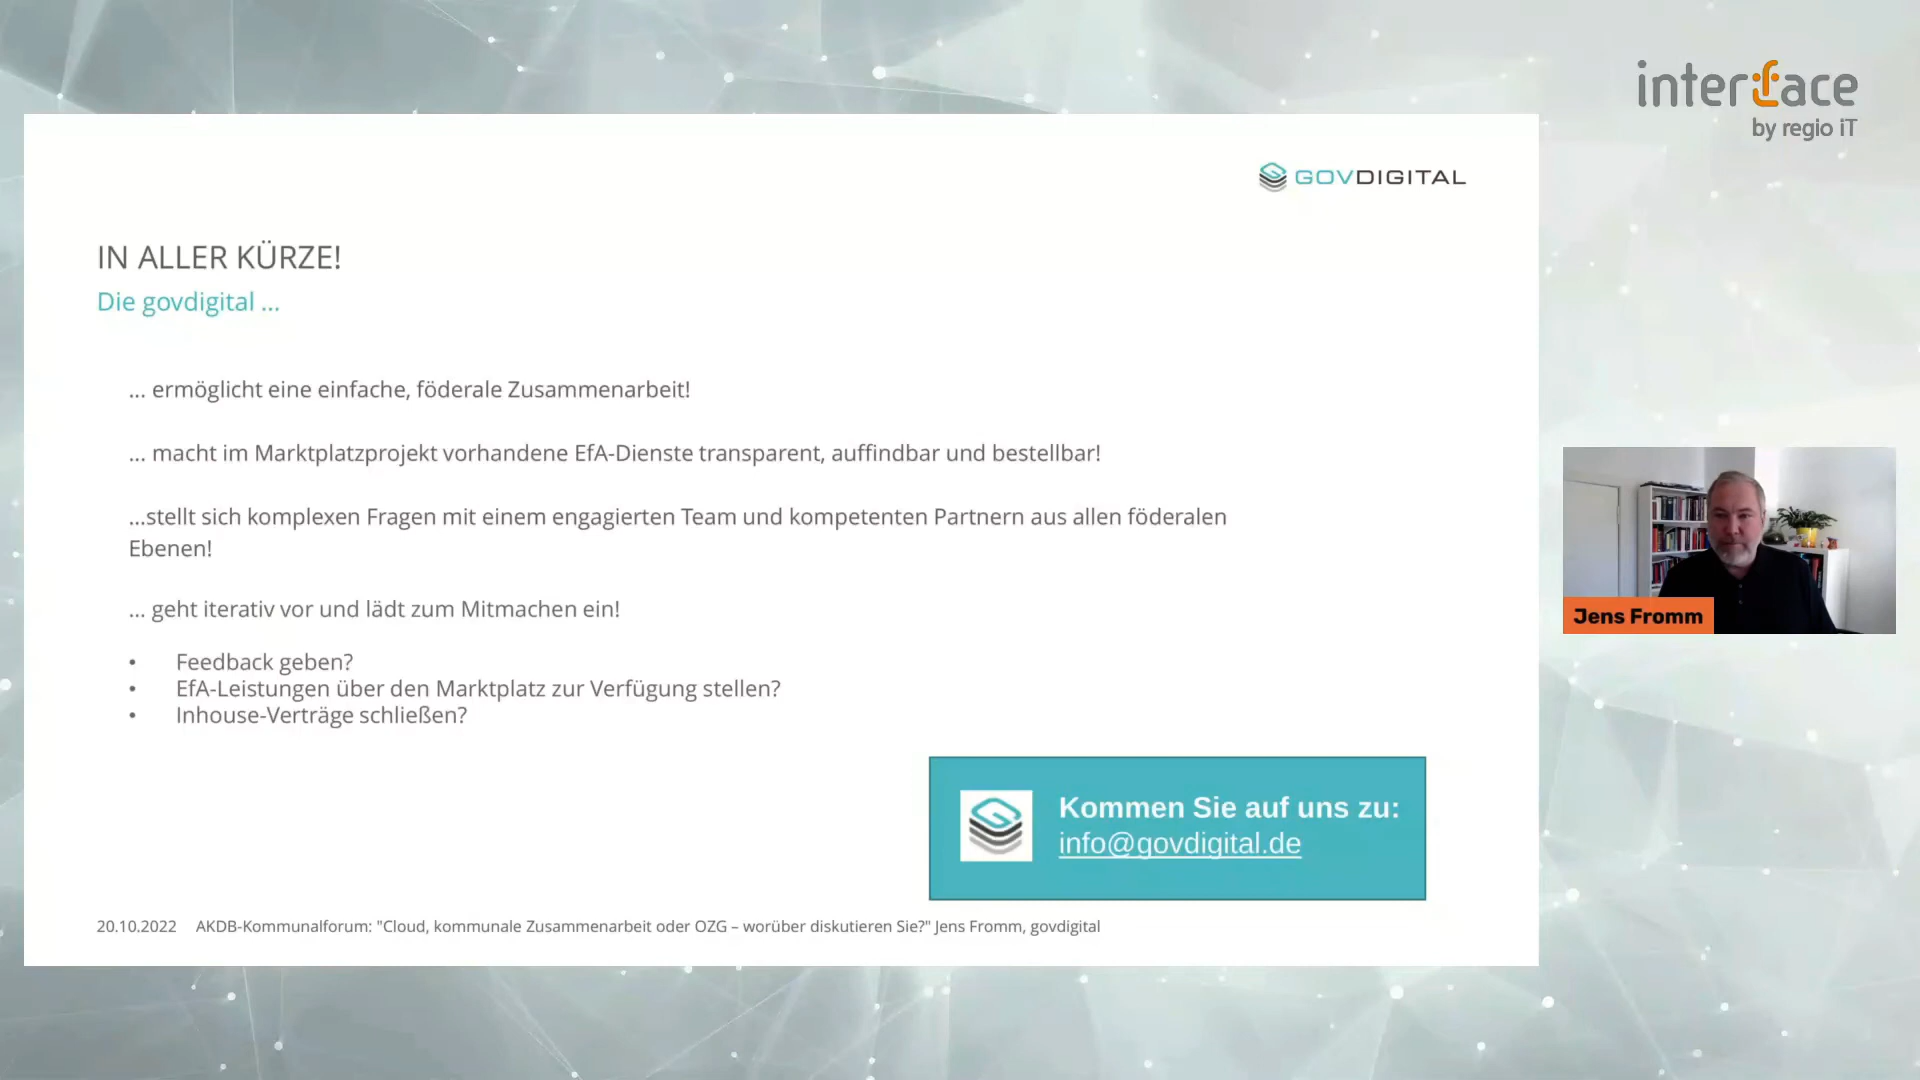 interface
by regio iT
GOVDIGITAL
IN ALLER KÜRZE!
Die govdigital ...
... ermöglicht eine einfache, föderale Zusammenarbeit!
... macht im Marktplatzprojekt vorhandene EfA-Dienste transparent, auffindbar und bestellbar!
...stellt sich komplexen Fragen mit einem engagierten Team und kompetenten Partnern aus allen föderalen
Ebenen!
... geht iterativ vor und lädt zum Mitmachen ein!
• Feedback geben?
• EfA-Leistungen über den Marktplatz zur Verfügung stellen?
• Inhouse-Verträge schließen?
Kommen Sie auf uns zu:
info@govdigital.de
20.10.2022 AKDB-Kommunalforum: "Cloud, kommunale Zusammenarbeit oder OZG – worüber diskutieren Sie?" Jens Fromm, govdigital
Jens Fromm